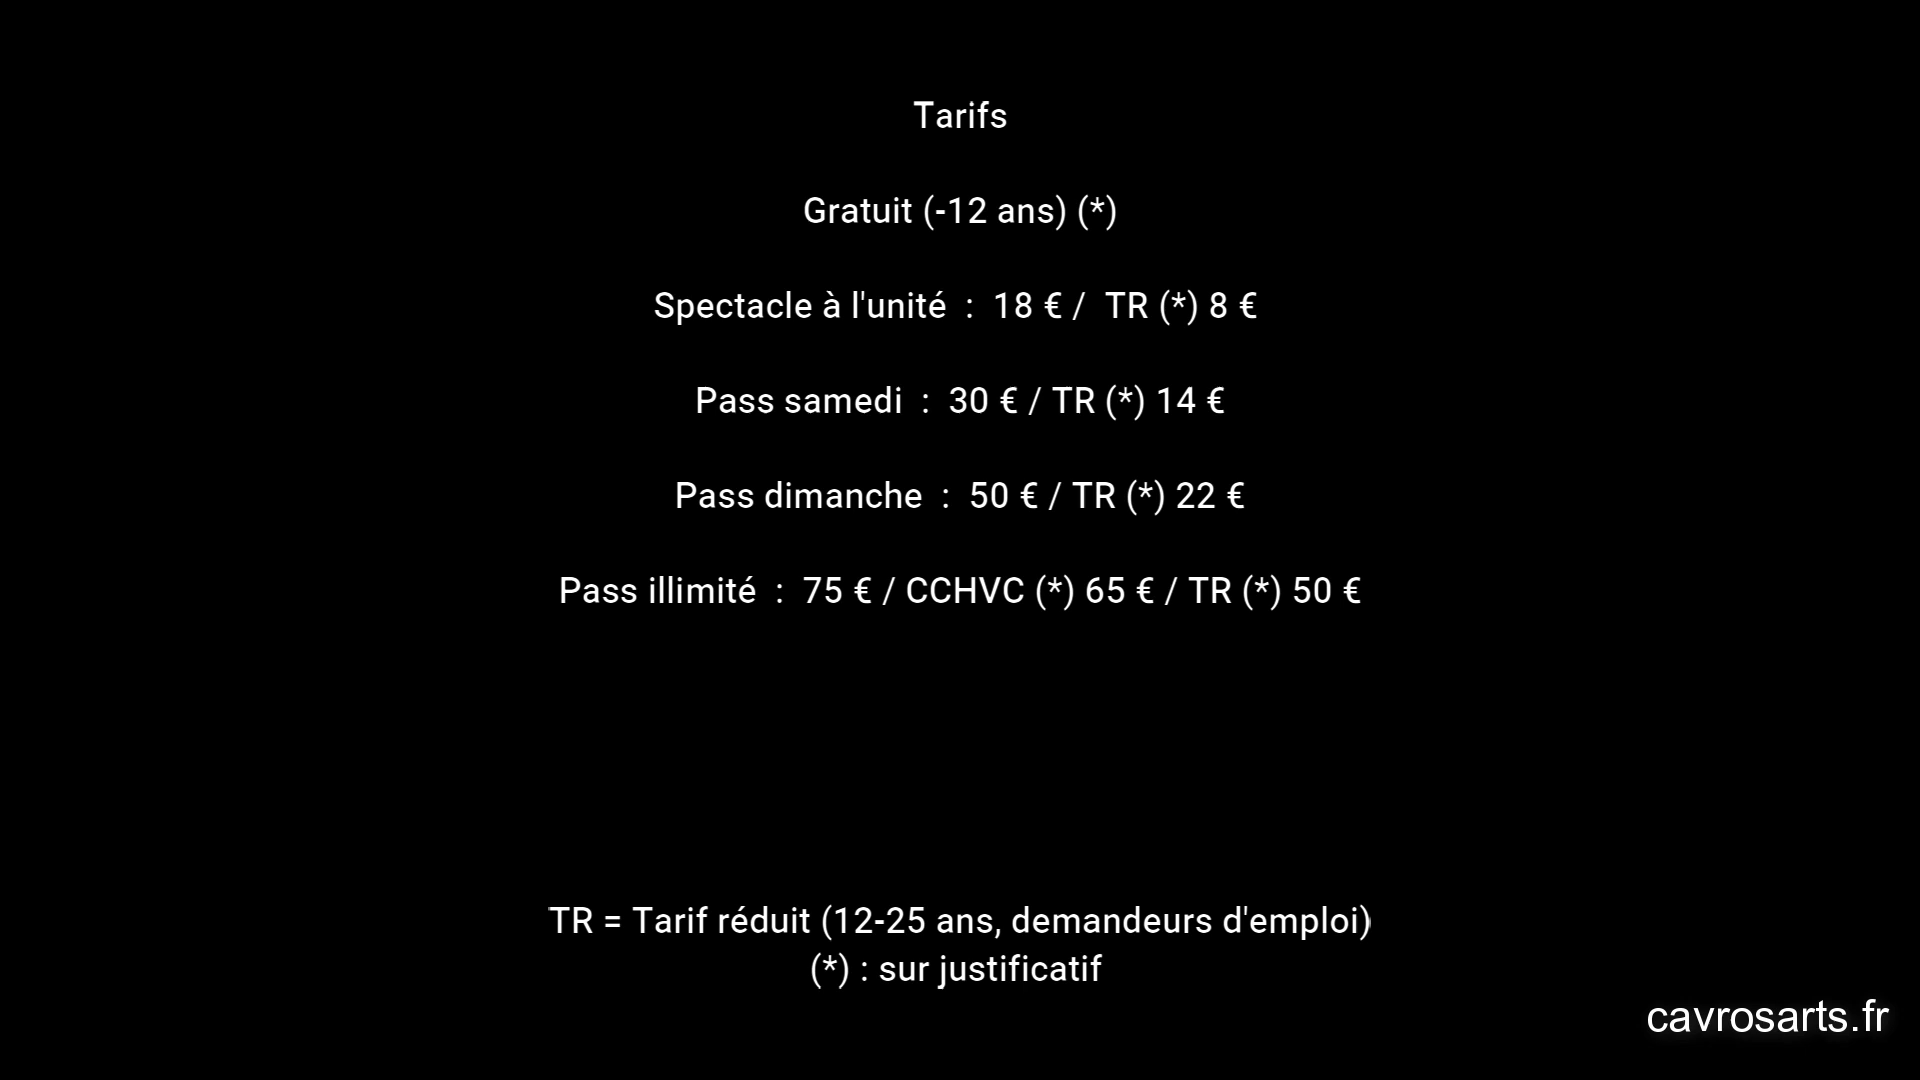 Tarifs
Gratuit (-12 ans) (*)
Spectacle à l'unité  :  18 € /  TR (*) 8 €
Pass samedi  :  30 € / TR (*) 14 €
Pass dimanche  :  50 € / TR (*) 22 €
Pass illimité  :  75 € / CCHVC (*) 65 € / TR (*) 50 €
TR = Tarif réduit (12-25 ans, demandeurs d'emploi)
(*) : sur justificatif
cavrosarts.fr